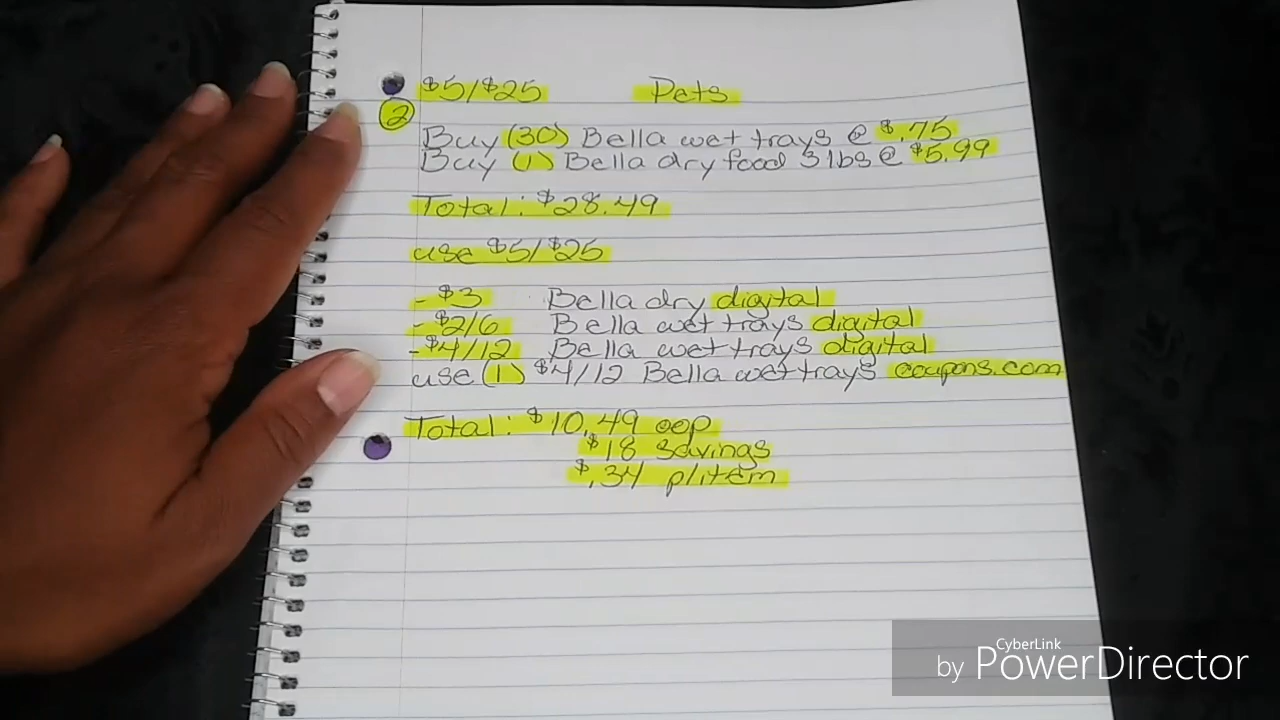 $5/$25 Pets
2
Buy (30) Bella wet trays @ $.75
Buy (1) Bella dry food 3lbs @ $5.99
Total: $28.49
use $5/$25
-$3 Bella dry digital
-$2/6 Bella wet trays digital
-$4/12 Bella wet trays digital
use (1) $4/12 Bella wet trays coupons.com
Total: $10.49 oop
$18 savings
$.34 p/item
CyberLink
by PowerDirector